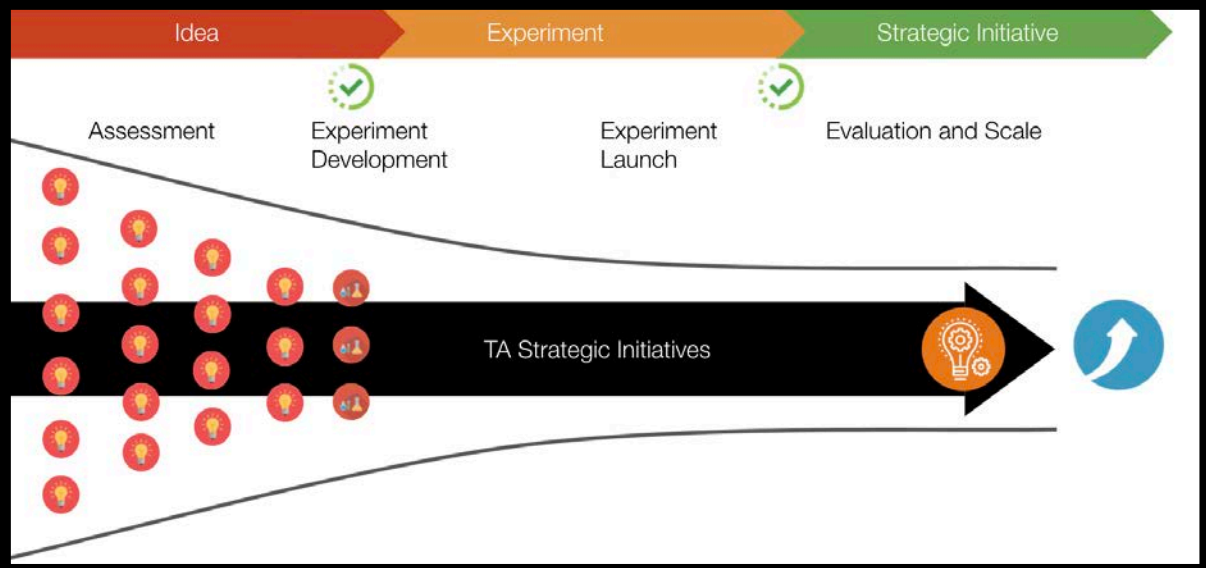 Idea
Experiment
Strategic Initiative
Assessment
Experiment
Development
Experiment
Launch
Evaluation and Scale
TA Strategic Initiatives